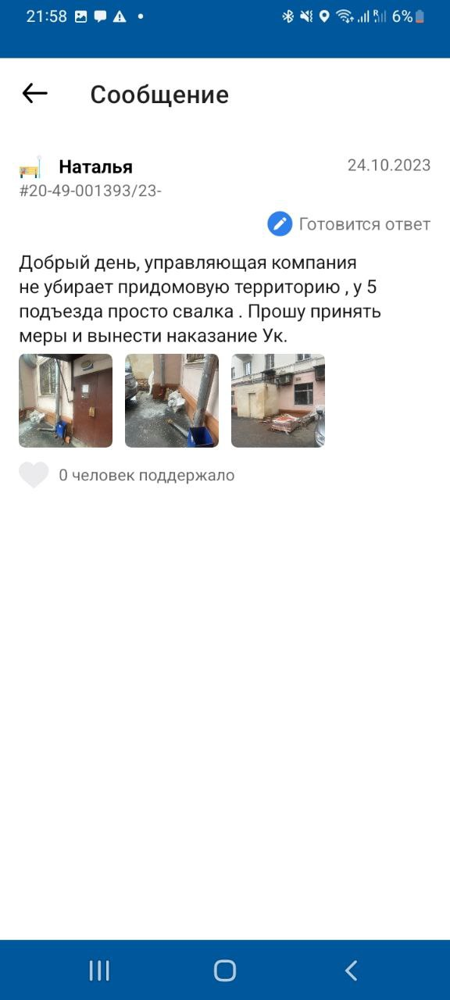 21:58
6%
Сообщение
Наталья
24.10.2023
#20-49-001393/23-
Готовится ответ
Добрый день, управляющая компания
не убирает придомовую территорию , у 5
подъезда просто свалка . Прошу принять
меры и вынести наказание Ук.
0 человек поддержало